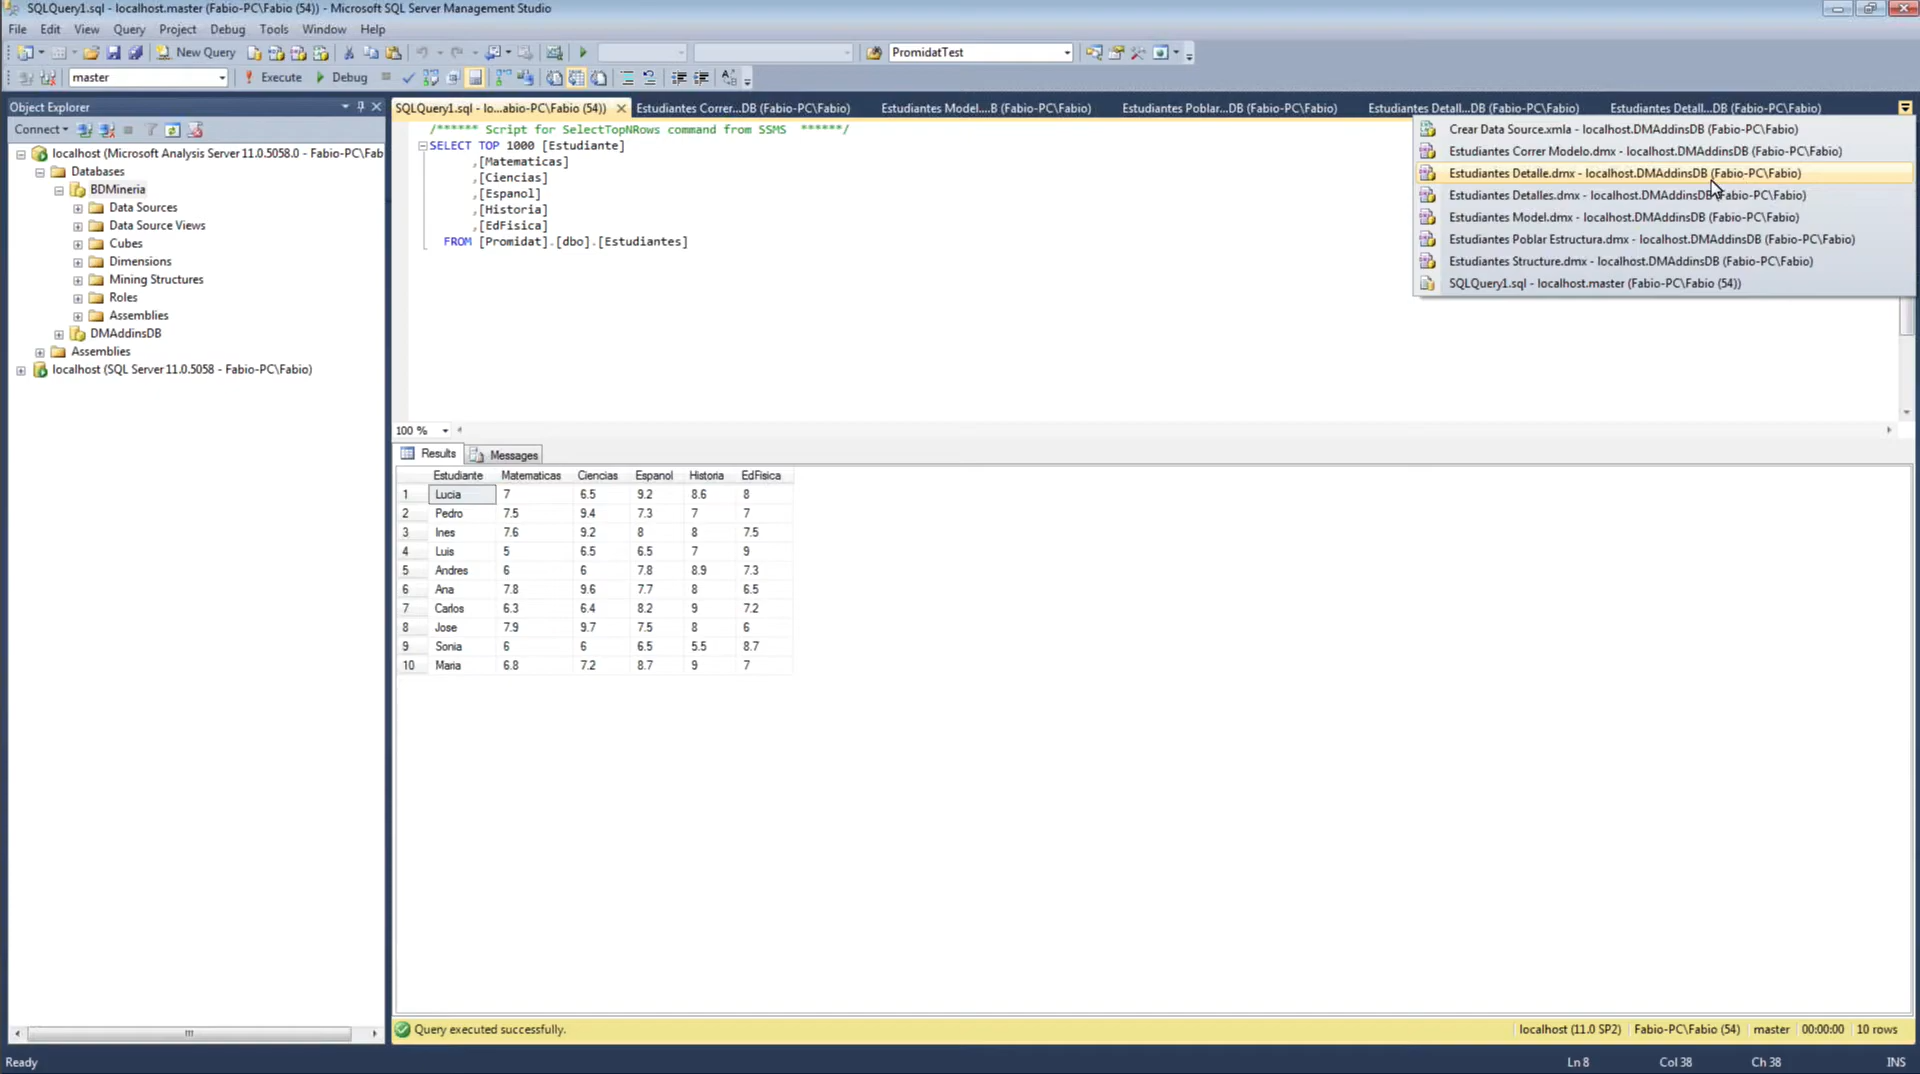 SQLQuery1.sql - localhost.master (Fabio-PC\Fabio (54)) - Microsoft SQL Server Management Studio
File Edit View Query Project Debug Tools Window Help
New Query PromidatTest
master Execute Debug
Object Explorer
Connect
localhost (Microsoft Analysis Server 11.0.5058.0 - Fabio-PC\Fab
Databases
BDMineria
Data Sources
Data Source Views
Cubes
Dimensions
Mining Structures
Roles
Assemblies
DMAddinsDB
Assemblies
localhost (SQL Server 11.0.5058 - Fabio-PC\Fabio)
SQLQuery1.sql - lo...abio-PC\Fabio (54)) Estudiantes Correr...DB (Fabio-PC\Fabio) Estudiantes Model....B (Fabio-PC\Fabio) Estudiantes Poblar...DB (Fabio-PC\Fabio) Estudiantes Detall...DB (Fabio-PC\Fabio) Estudiantes Detall...DB (Fabio-PC\Fabio)
/****** Script for SelectTopNRows command from SSMS ******/
SELECT TOP 1000 [Estudiante]
,[Matematicas]
,[Ciencias]
,[Espanol]
,[Historia]
,[EdFisica]
FROM [Promidat].[dbo].[Estudiantes]
Crear Data Source.xmla - localhost.DMAddinsDB (Fabio-PC\Fabio)
Estudiantes Correr Modelo.dmx - localhost.DMAddinsDB (Fabio-PC\Fabio)
Estudiantes Detalle.dmx - localhost.DMAddinsDB (Fabio-PC\Fabio)
Estudiantes Detalles.dmx - localhost.DMAddinsDB (Fabio-PC\Fabio)
Estudiantes Model.dmx - localhost.DMAddinsDB (Fabio-PC\Fabio)
Estudiantes Poblar Estructura.dmx - localhost.DMAddinsDB (Fabio-PC\Fabio)
Estudiantes Structure.dmx - localhost.DMAddinsDB (Fabio-PC\Fabio)
SQLQuery1.sql - localhost.master (Fabio-PC\Fabio (54))
100 %
Results Messages
Estudiante Matematicas Ciencias Espanol Historia EdFisica
1 Lucia 7 6.5 9.2 8.6 8
2 Pedro 7.5 9.4 7.3 7 7
3 Ines 7.6 9.2 8 8 7.5
4 Luis 5 6.5 6.5 7 9
5 Andres 6 6 7.8 8.9 7.3
6 Ana 7.8 9.6 7.7 8 6.5
7 Carlos 6.3 6.4 8.2 9 7.2
8 Jose 7.9 9.7 7.5 8 6
9 Sonia 6 6 6.5 5.5 8.7
10 Maria 6.8 7.2 8.7 9 7
Query executed successfully. localhost (11.0 SP2) Fabio-PC\Fabio (54) master 00:00:00 10 rows
Ready Ln 8 Col 38 Ch 38 INS